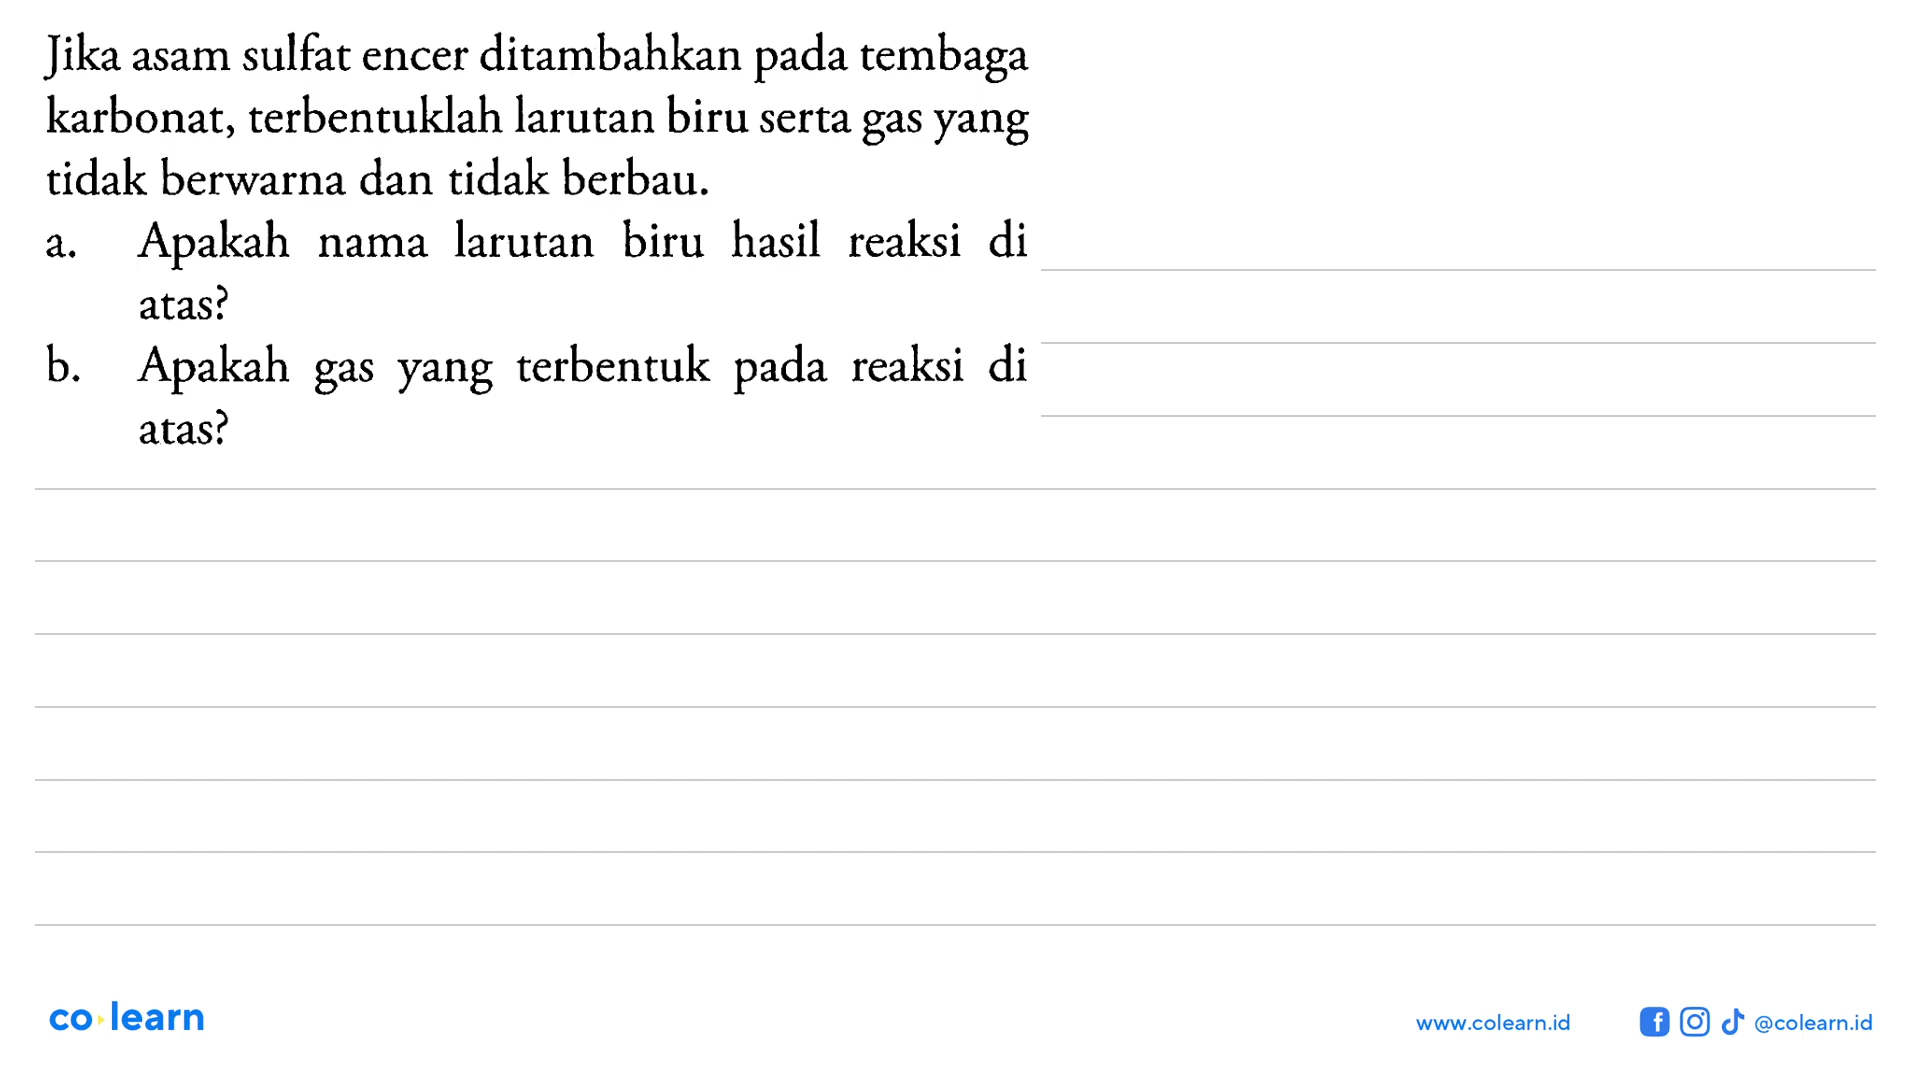 Jika asam sulfat encer ditambahkan pada tembaga
karbonat, terbentuklah larutan biru serta gas yang
tidak berwarna dan tidak berbau.
a. Apakah nama larutan biru hasil reaksi di
atas?
b. Apakah gas yang terbentuk pada reaksi di
atas?
co learn
www.colearn.id
@colearn.id